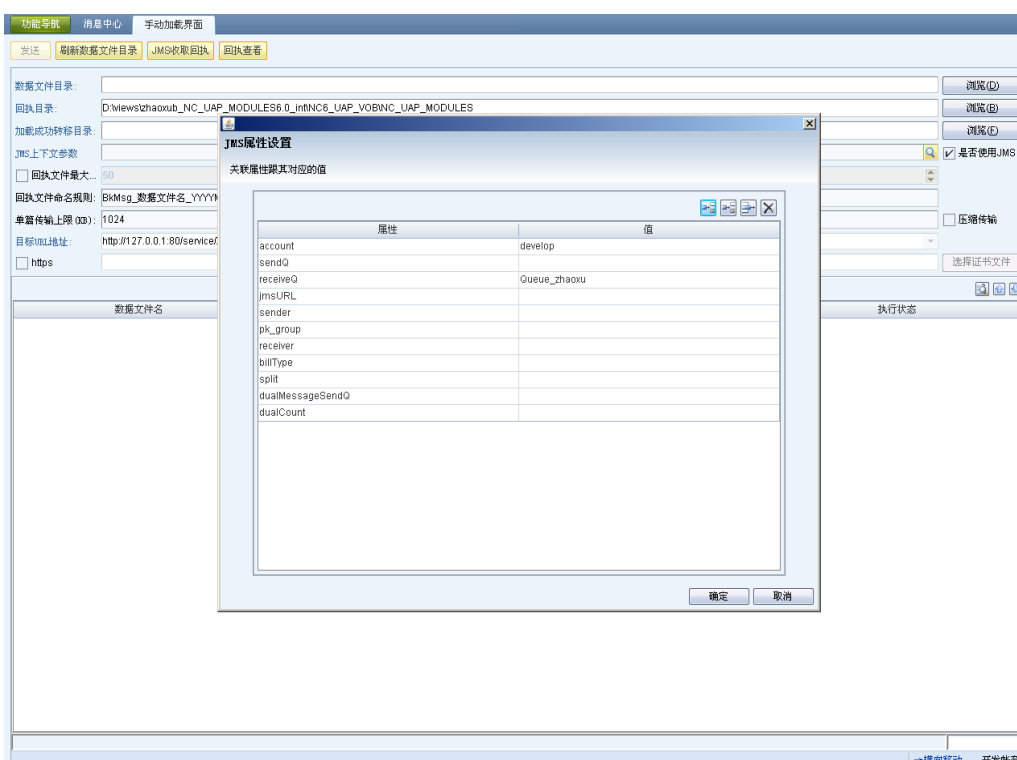 功能导航 消息中心 手动加载界面
发送 刷新数据文件目录 JMS收取回执 回执查看
数据文件目录: 浏览(D)
回执目录: D:\views\zhaoxub_NC_UAP_MODULES6.0_int\NC6_UAP_VOB\NC_UAP_MODULES 浏览(B)
加载成功转移目录: 浏览(F)
JMS上下文参数 是否使用JMS
回执文件最大... 50
回执文件命名规则: BkMsg_数据文件名_YYYYM
单篇传输上限(KB): 1024 压缩传输
目标URL地址: http://127.0.0.1:80/service/
https 选择证书文件
数据文件名 执行状态
JMS属性设置
关联属性跟其对应的值
属性 值
account develop
sendQ
receiveQ Queue_zhaoxu
jmsURL
sender
pk_group
receiver
billType
split
dualMessageSendQ
dualCount
确定 取消